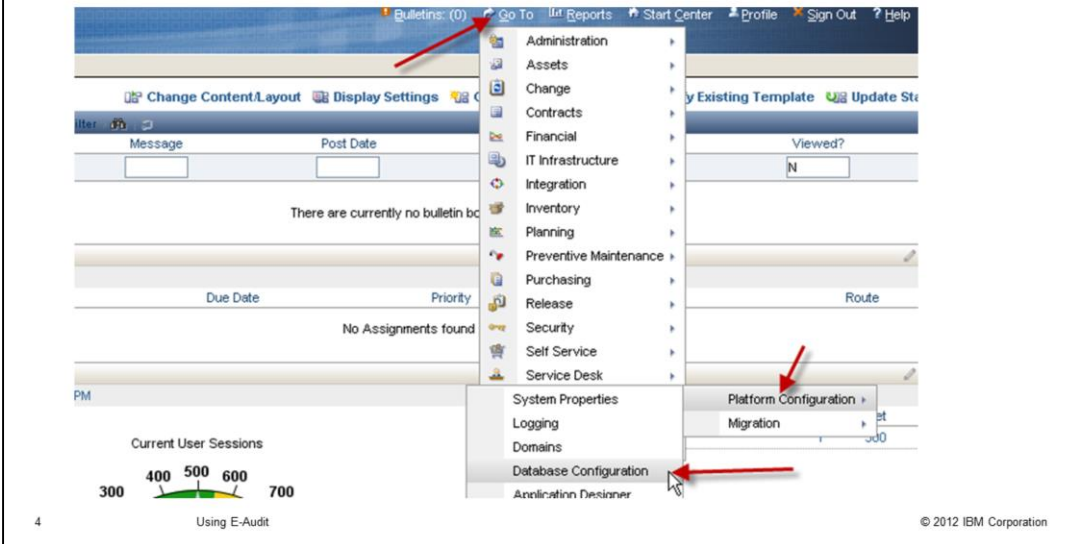 Bulletins: (0) Go To Reports Start Center Profile Sign Out ? Help
Administration
Assets
Change Content/Layout Display Settings Change y Existing Template Update Sta
Contracts
ilter
Message Post Date Financial Viewed?
IT Infrastructure N
Integration
There are currently no bulletin bo Inventory
Planning
Preventive Maintenance
Purchasing
Due Date Priority Release Route
No Assignments found Security
Self Service
Service Desk
PM System Properties Platform Configuration
Logging Migration et
Current User Sessions Domains 500
Database Configuration
300 400 500 600 700
Application Designer
4 Using E-Audit © 2012 IBM Corporation